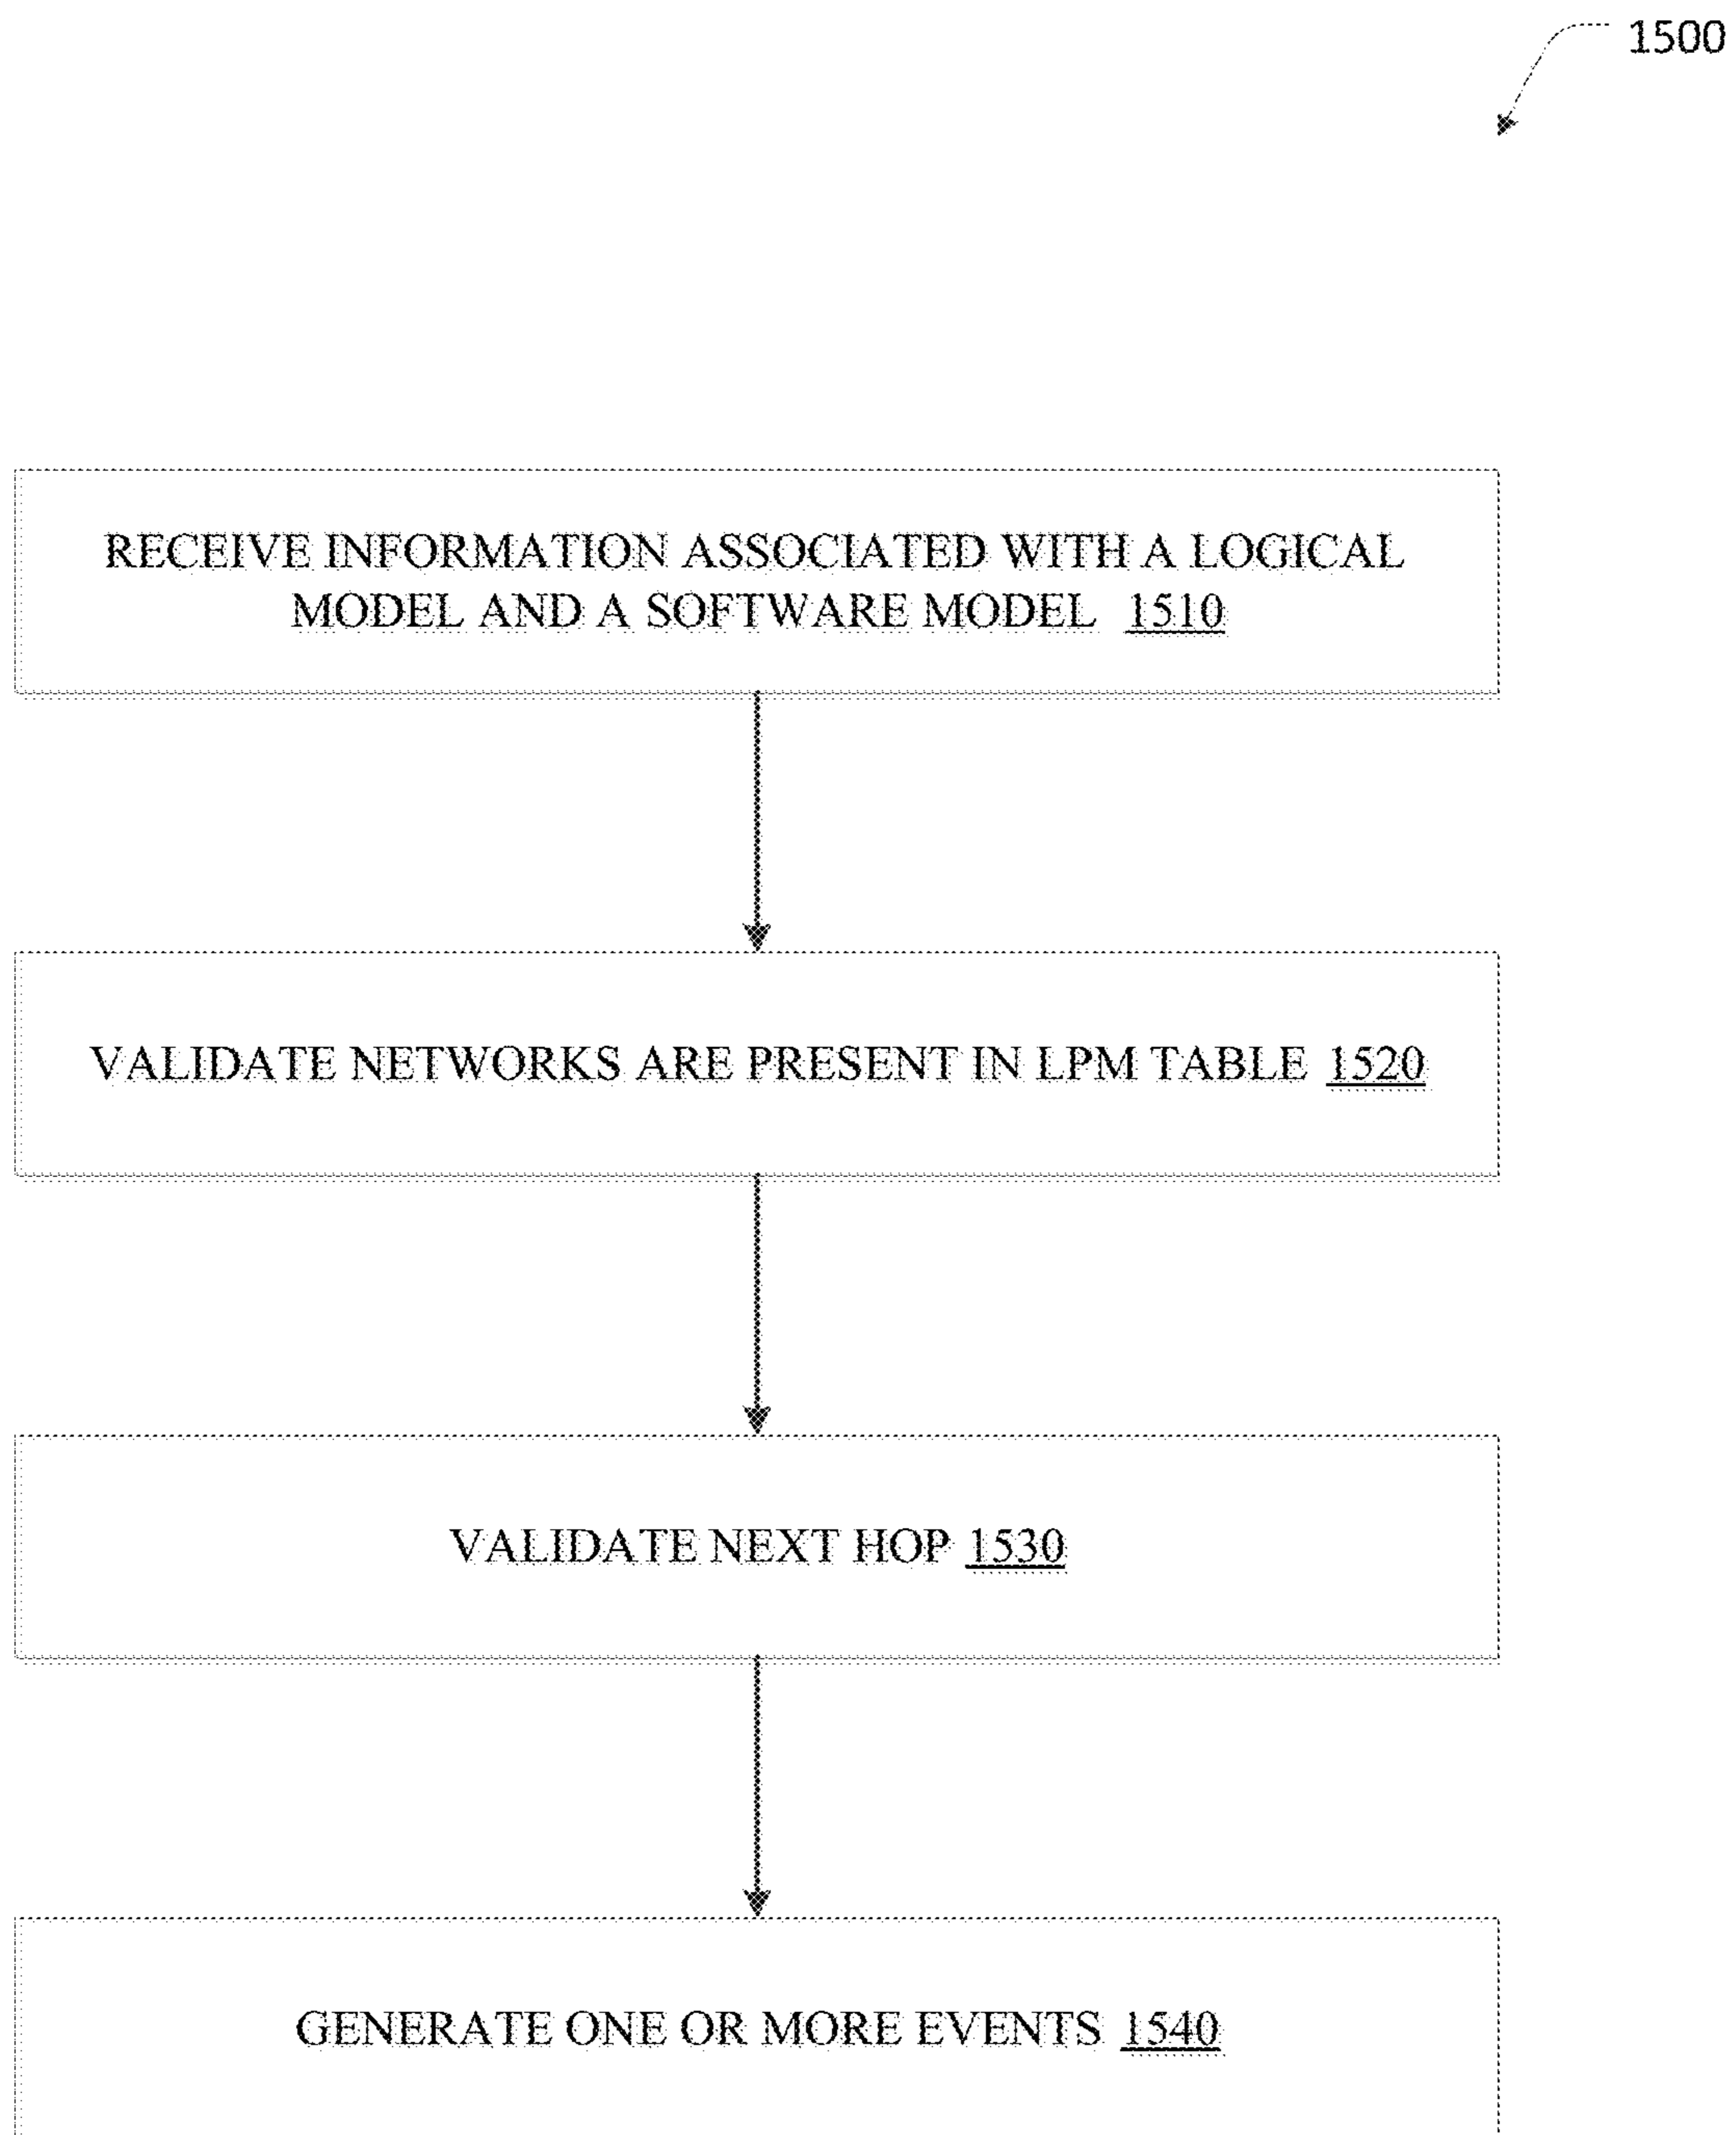 1500
RECEIVE INFORMATION ASSOCIATED WITH A LOGICAL
MODEL AND A SOFTWARE MODEL 1510
VALIDATE NETWORKS ARE PRESENT IN LPM TABLE 1520
VALIDATE NEXT HOP 1530
GENERATE ONE OR MORE EVENTS 1540